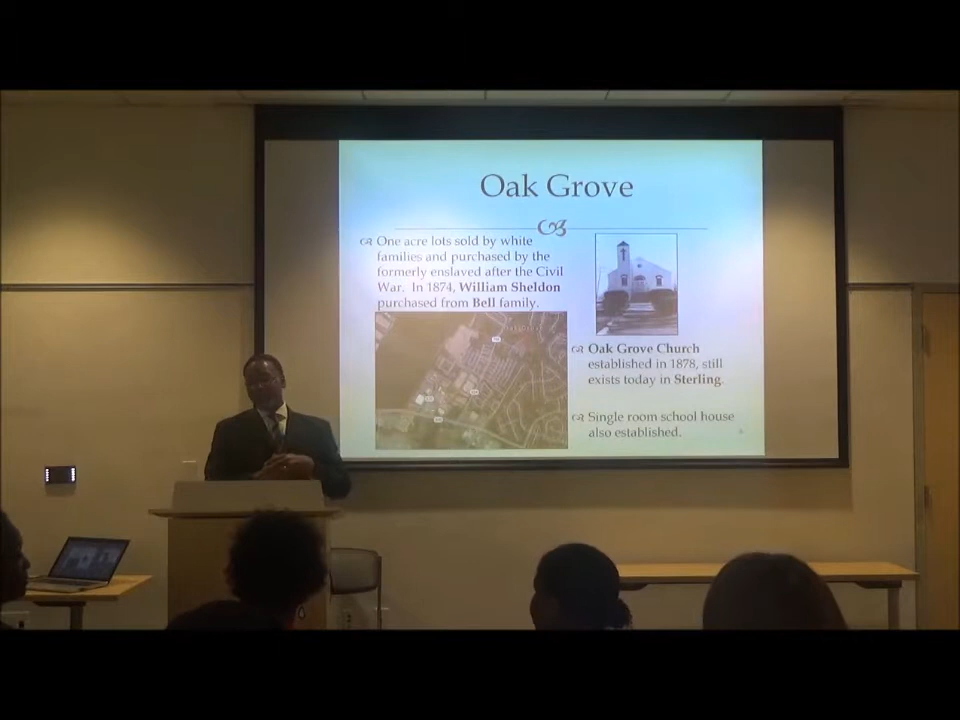 Oak Grove
One acre lots sold by white
families and purchased by the
formerly enslaved after the Civil
War. In 1874, William Sheldon
purchased from Bell family.
Oak Grove Church
established in 1878, still
exists today in Sterling.
Single room school house
also established.